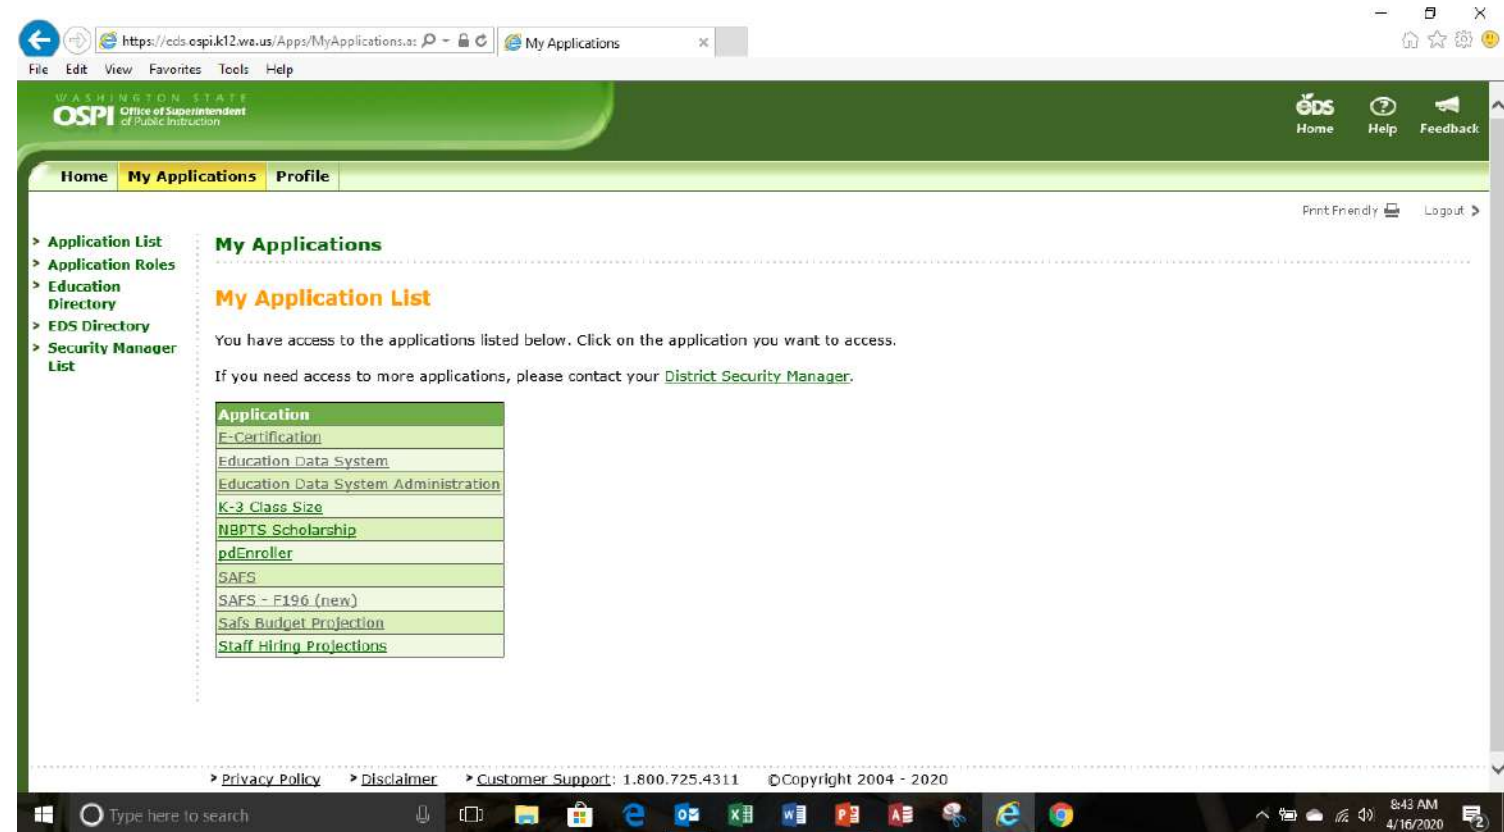 https://eds.ospi.k12.wa.us/Apps/MyApplications.a:
My Applications
File Edit View Favorites Tools Help
WASHINGTON STATE
OSPI Office of Superintendent
of Public Instruction
eDS
Home Help Feedback
Home My Applications Profile
Print Friendly Logout >
> Application List
> Application Roles
> Education
Directory
> EDS Directory
> Security Manager
List
My Applications
My Application List
You have access to the applications listed below. Click on the application you want to access.
If you need access to more applications, please contact your District Security Manager.
Application
E-Certification
Education Data System
Education Data System Administration
K-3 Class Size
NBPTS Scholarship
pdEnroller
SAFS
SAFS - F196 (new)
Safs Budget Projection
Staff Hiring Projections
> Privacy Policy > Disclaimer > Customer Support: 1.800.725.4311 ©Copyright 2004 - 2020
Type here to search
8:43 AM
4/16/2020
2